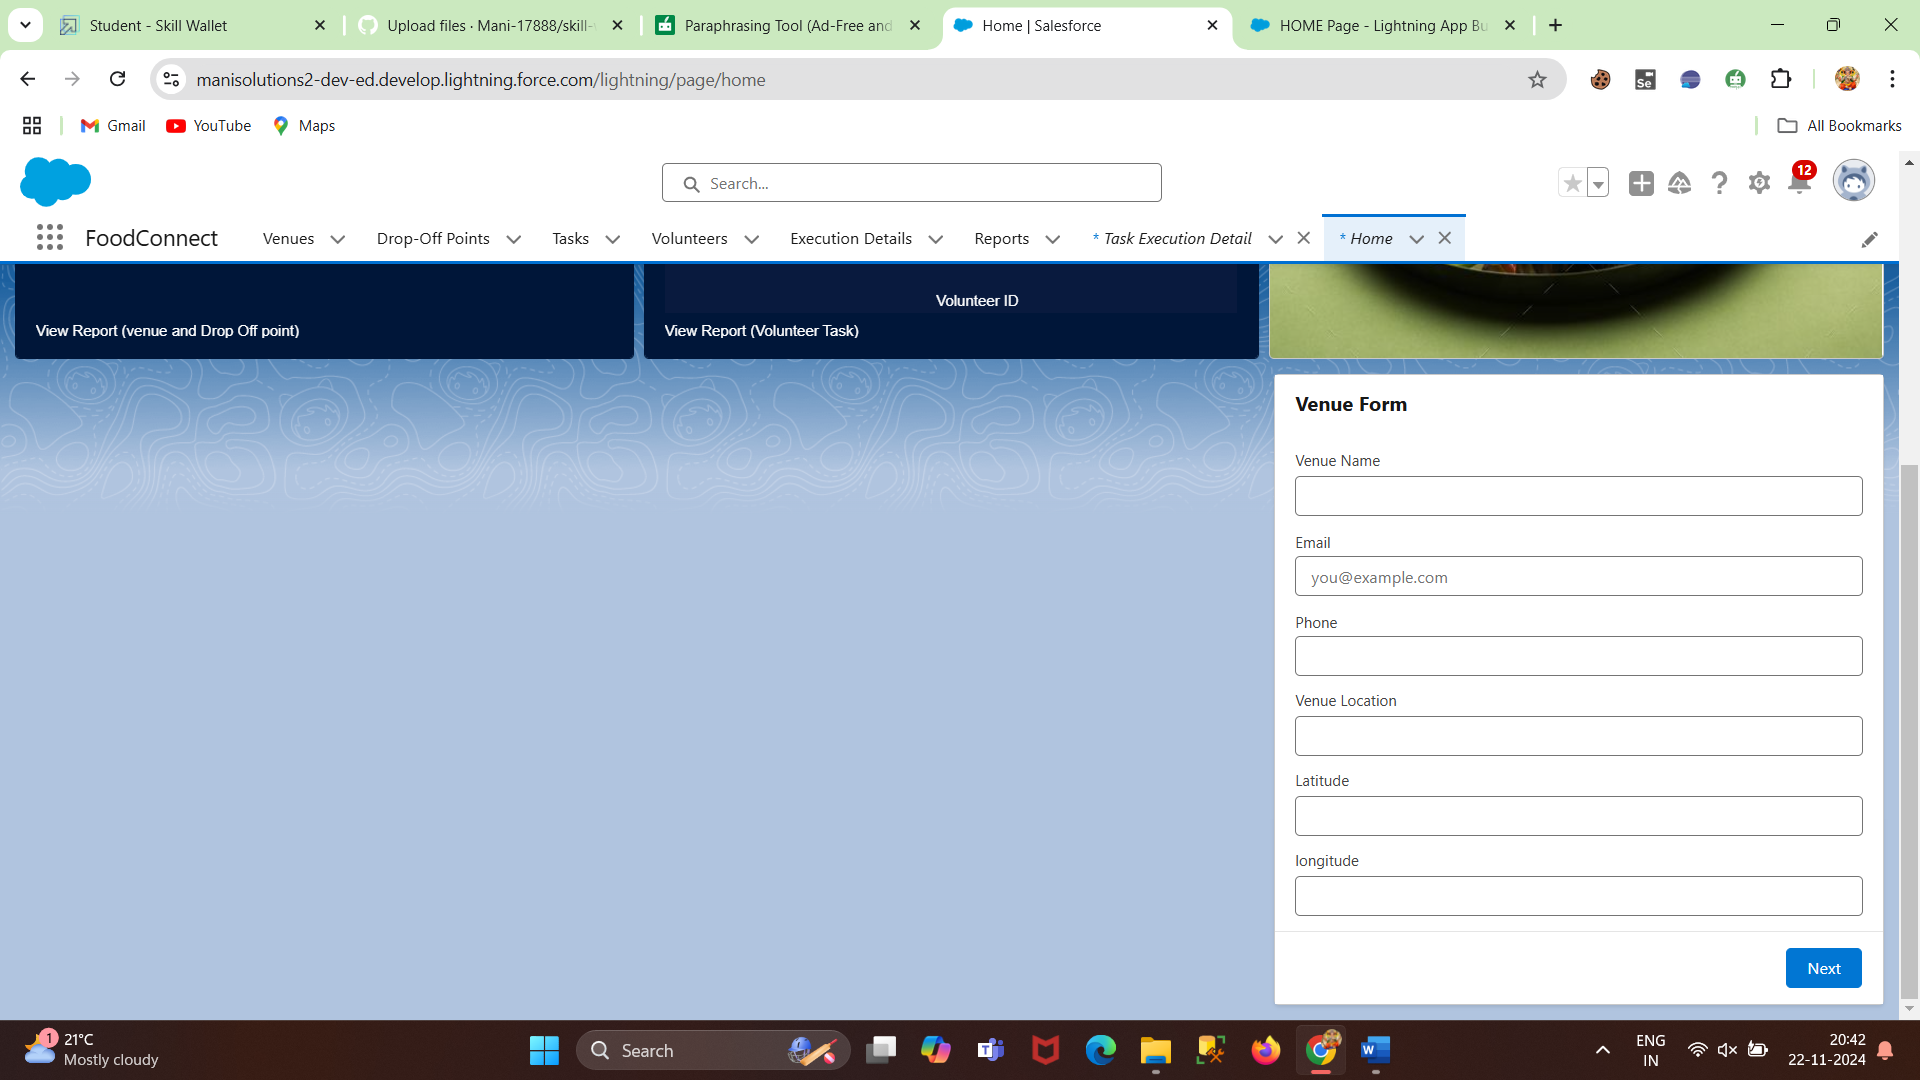 Student - Skill Wallet
Upload files · Mani-17888/skill-
Paraphrasing Tool (Ad-Free and
Home | Salesforce
HOME Page - Lightning App Bu
manisolutions2-dev-ed.develop.lightning.force.com/lightning/page/home
Gmail
YouTube
Maps
All Bookmarks
Search...
12
FoodConnect
Venues
Drop-Off Points
Tasks
Volunteers
Execution Details
Reports
* Task Execution Detail
* Home
Volunteer ID
View Report (venue and Drop Off point)
View Report (Volunteer Task)
Venue Form
Venue Name
Email
you@example.com
Phone
Venue Location
Latitude
longitude
Next
1
21°C
Mostly cloudy
Search
ENG
IN
20:42
22-11-2024